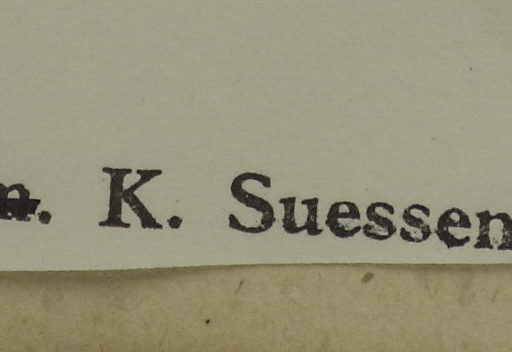 n. K. Suessen